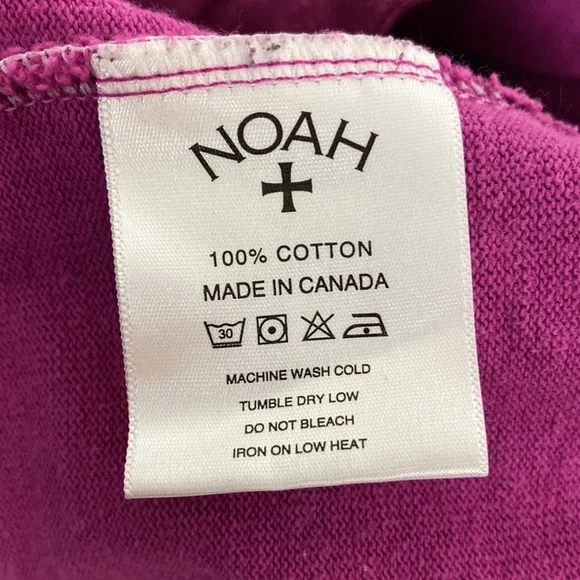 NOAH
100% COTTON
MADE IN CANADA
30
MACHINE WASH COLD
TUMBLE DRY LOW
DO NOT BLEACH
IRON ON LOW HEAT